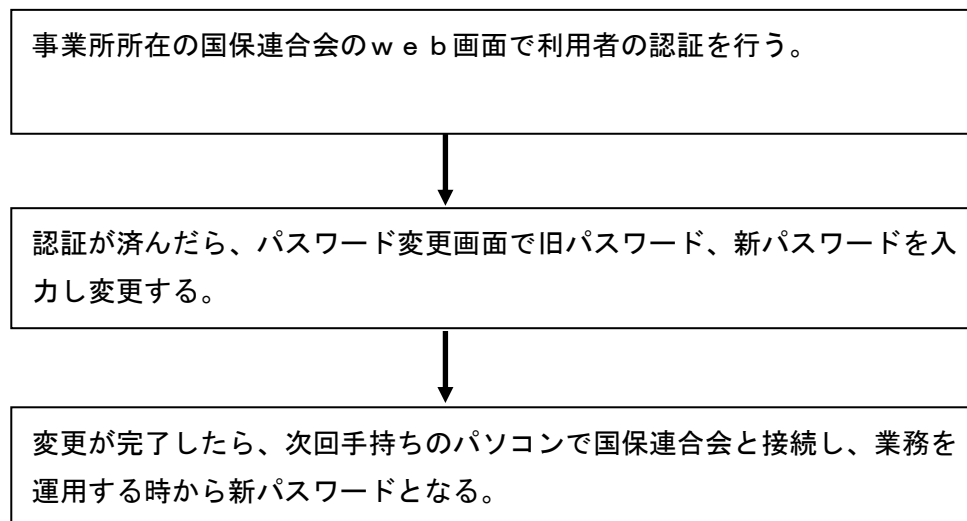 事業所所在の国保連合会のｗｅｂ画面で利用者の認証を行う。
認証が済んだら、パスワード変更画面で旧パスワード、新パスワードを入
力し変更する。
変更が完了したら、次回手持ちのパソコンで国保連合会と接続し、業務を
運用する時から新パスワードとなる。